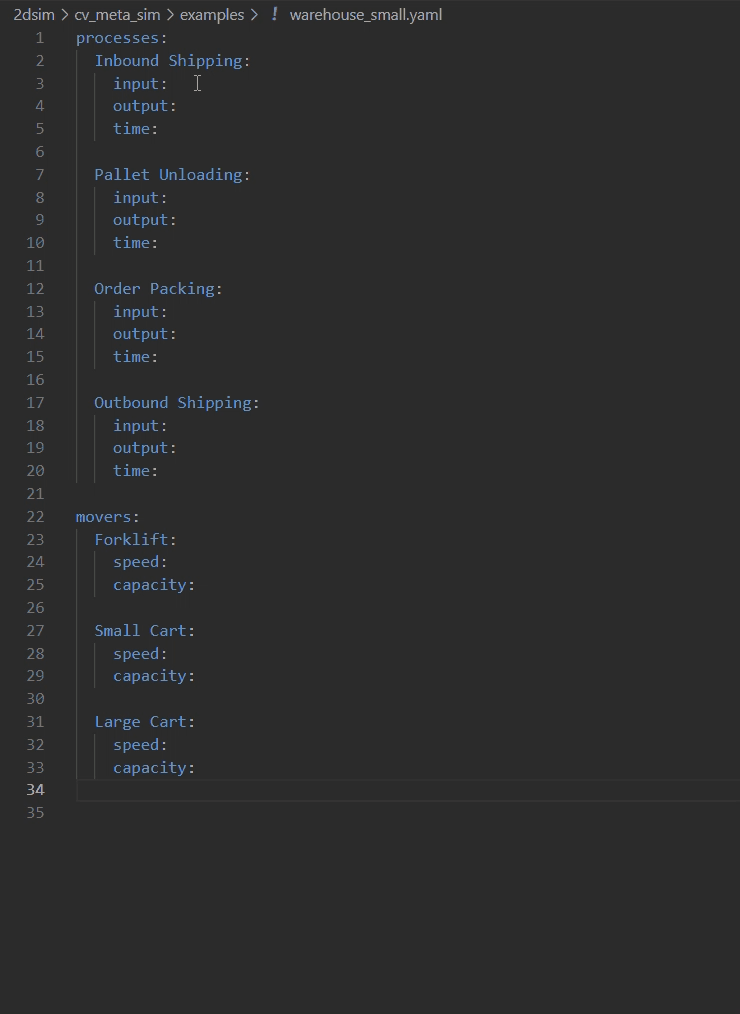 2dsim > cv_meta_sim > examples > ! warehouse_small.yaml
1 processes:
2   Inbound Shipping:
3     input:
4     output:
5     time:
6
7   Pallet Unloading:
8     input:
9     output:
10     time:
11
12   Order Packing:
13     input:
14     output:
15     time:
16
17   Outbound Shipping:
18     input:
19     output:
20     time:
21
22 movers:
23   Forklift:
24     speed:
25     capacity:
26
27   Small Cart:
28     speed:
29     capacity:
30
31   Large Cart:
32     speed:
33     capacity:
34
35